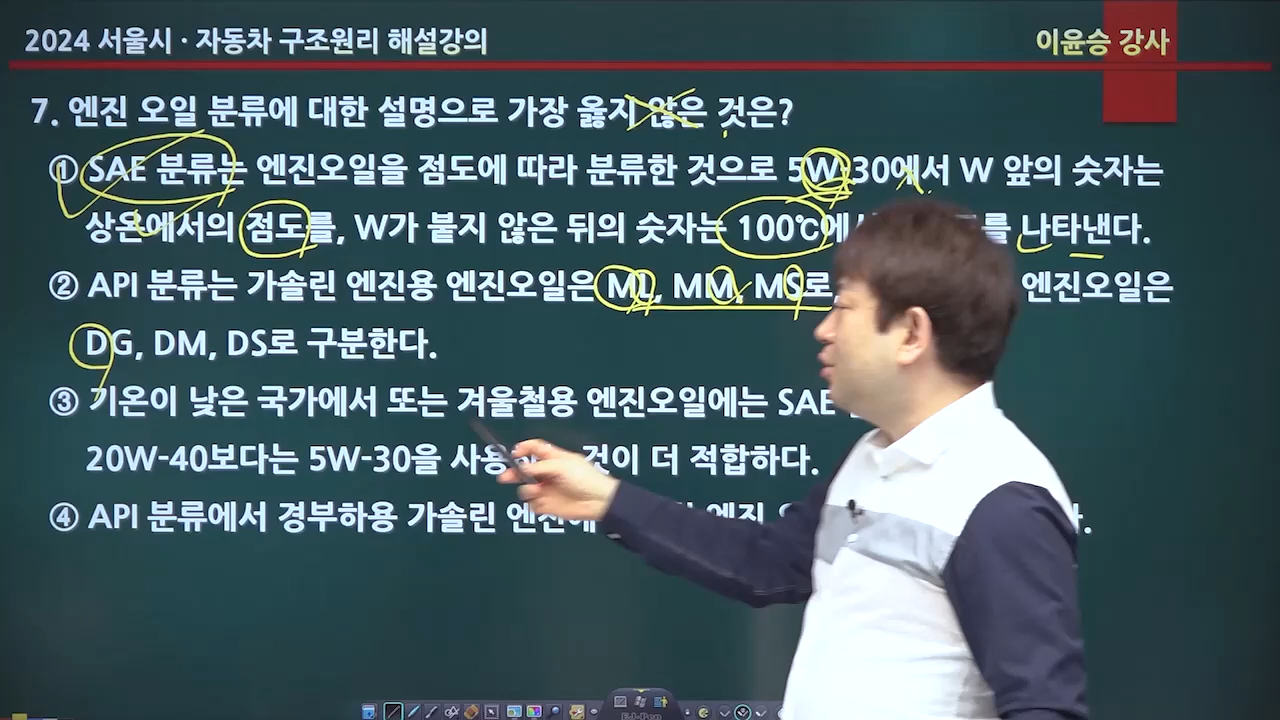 2024 서울시 · 자동차 구조원리 해설강의
이윤승 강사
7. 엔진 오일 분류에 대한 설명으로 가장 옳지 않은 것은?
① SAE 분류는 엔진오일을 점도에 따라 분류한 것으로 5W-30에서 W 앞의 숫자는
상온에서의 점도를, W가 붙지 않은 뒤의 숫자는 100℃에서 를 나타낸다.
② API 분류는 가솔린 엔진용 엔진오일은 ML, MM, MS로 엔진오일은
DG, DM, DS로 구분한다.
③ 기온이 낮은 국가에서 또는 겨울철용 엔진오일에는 SAE
20W-40보다는 5W-30을 사용하는 것이 더 적합하다.
④ API 분류에서 경부하용 가솔린 엔진에 엔진